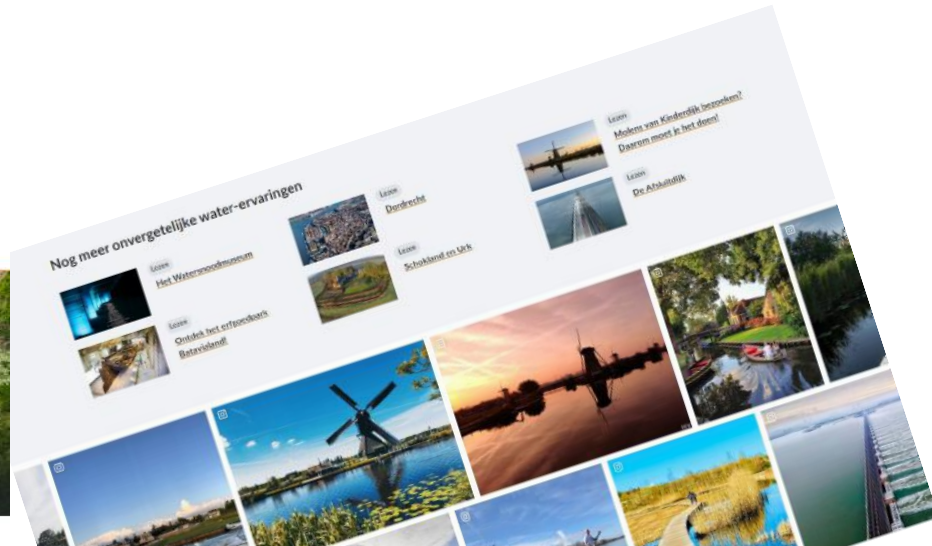 Nog meer onvergetelijke water-ervaringen
Lezen
Het Watersnoodmuseum
Lezen
Ontdek het erfgoedpark
Batavialand!
Lezen
Dordrecht
Lezen
Schokland en Urk
Lezen
Molens van Kinderdijk bezoeken?
Daarom moet je het doen!
Lezen
De Afsluitdijk